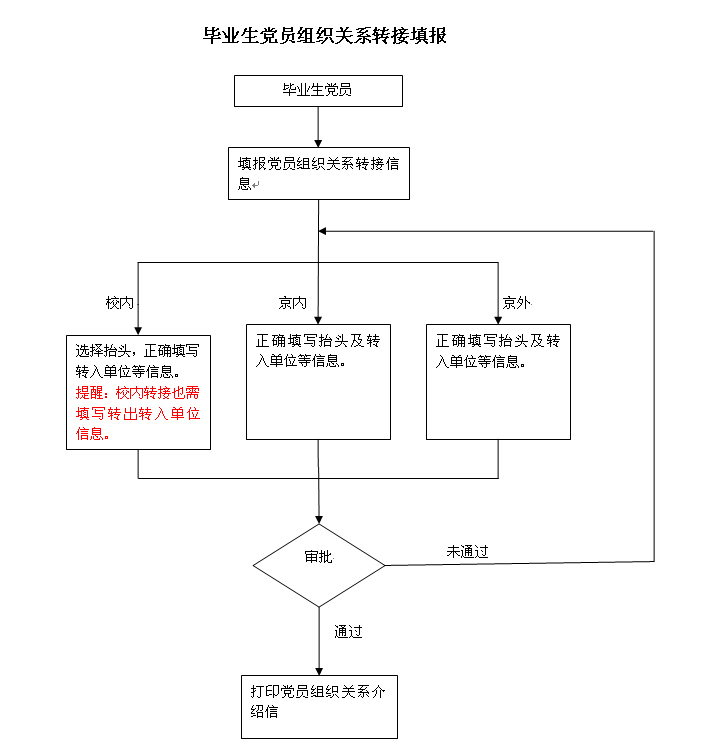 毕业生党员组织关系转接填报
毕业生党员
填报党员组织关系转接信
息↵
校内
京内
京外
选择抬头，正确填写
转入单位等信息。
提醒：校内转接也需
填写转出转入单位
信息。
正确填写抬头及转
入单位等信息。
正确填写抬头及转
入单位等信息。
审批
未通过
通过
打印党员组织关系介
绍信